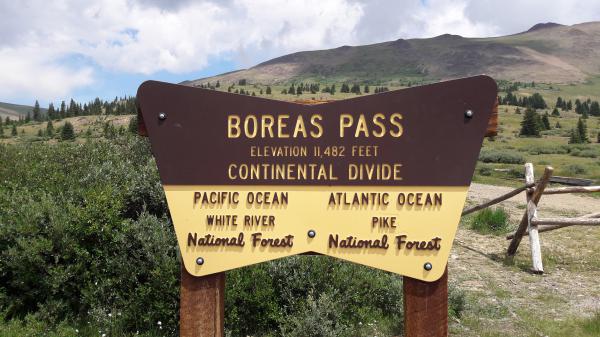 BOREAS PASS
ELEVATION 11,482 FEET
CONTINENTAL DIVIDE
PACIFIC OCEAN
WHITE RIVER
National Forest
ATLANTIC OCEAN
PIKE
National Forest